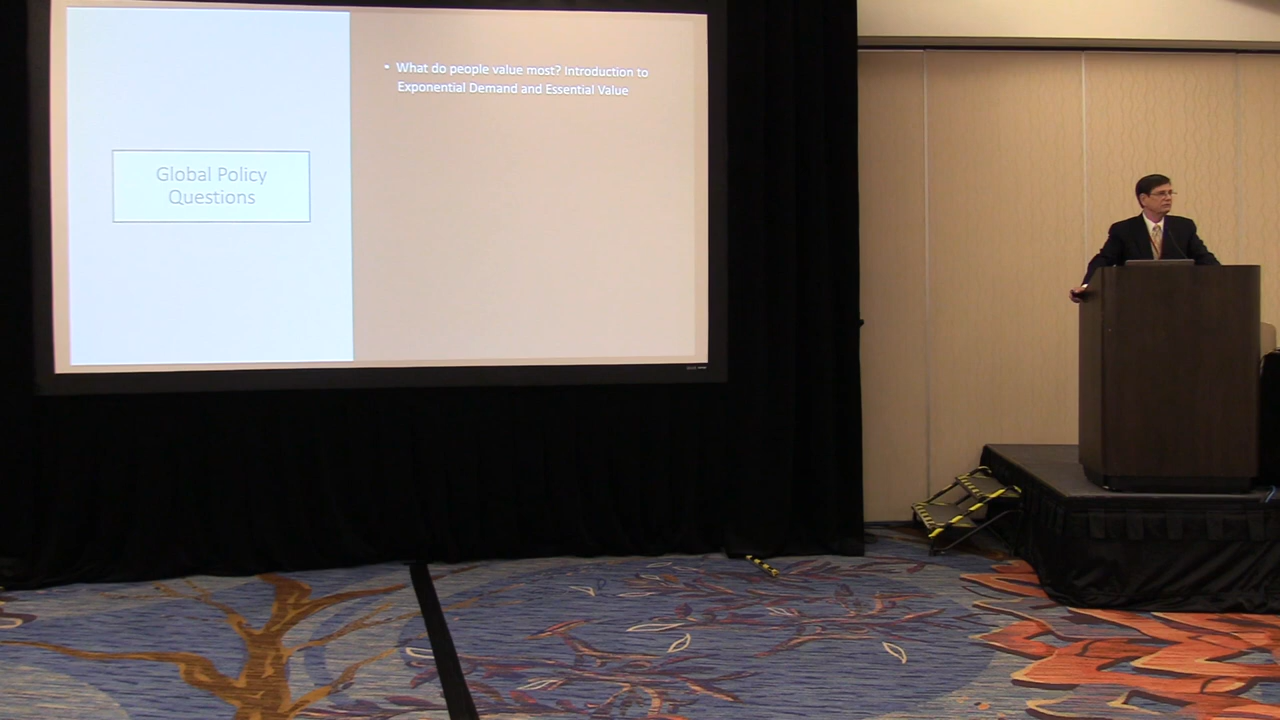 Global Policy
Questions
• What do people value most? Introduction to
Exponential Demand and Essential Value